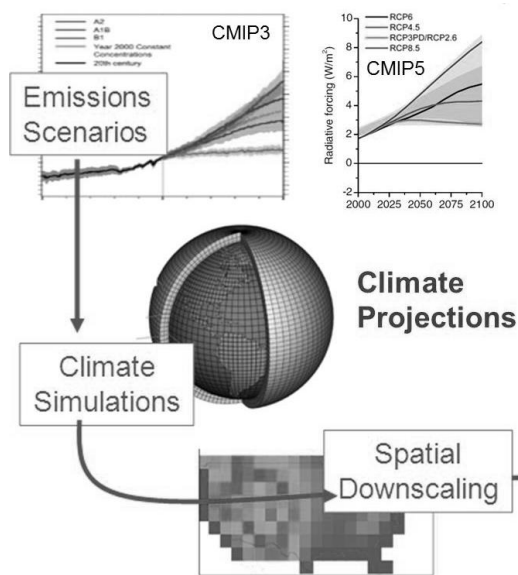 A2
A1B
B1
Year 2000 Constant
Concentrations
20th century
CMIP3
Emissions
Scenarios
RCP6
RCP4.5
RCP3PD/RCP2.6
RCP8.5
CMIP5
Radiative forcing (W/m²)
10
8
6
4
2
0
-2
2000 2025 2050 2075 2100
Climate
Projections
Climate
Simulations
Spatial
Downscaling